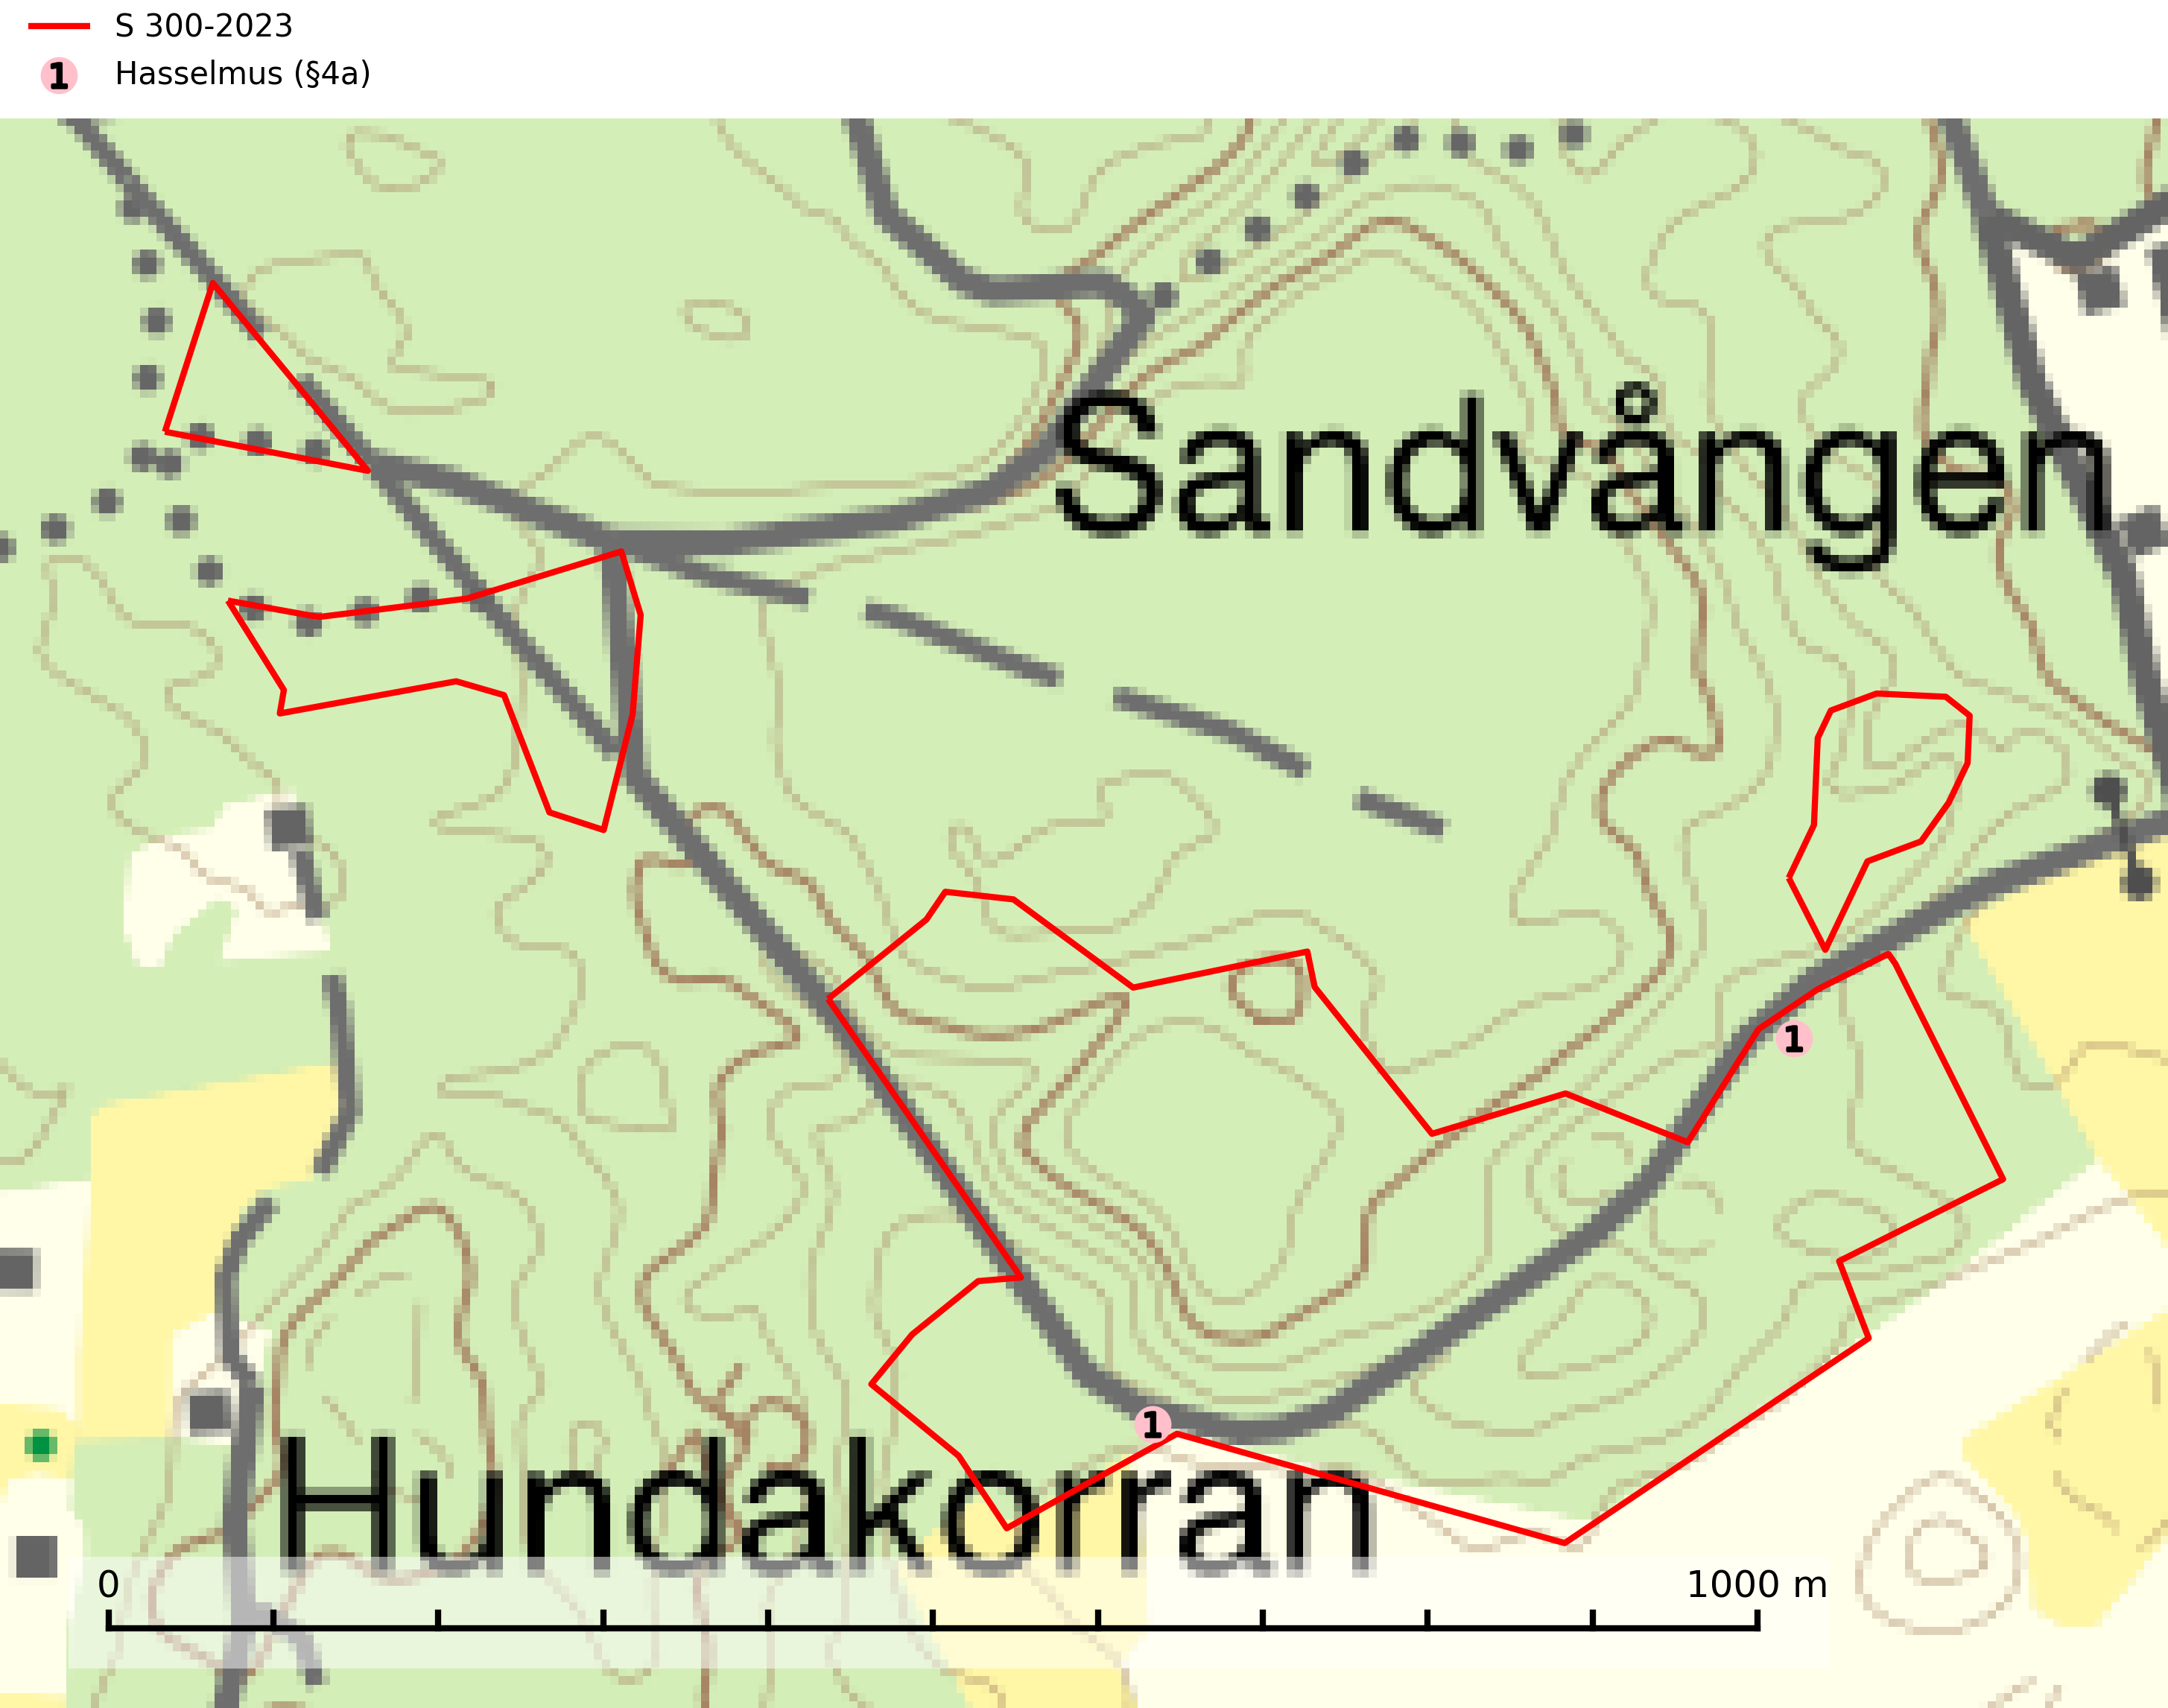 S 300-2023
1 Hasselmus (§4a)
Sandvången
1
1
Hundakorran
0 1000 m